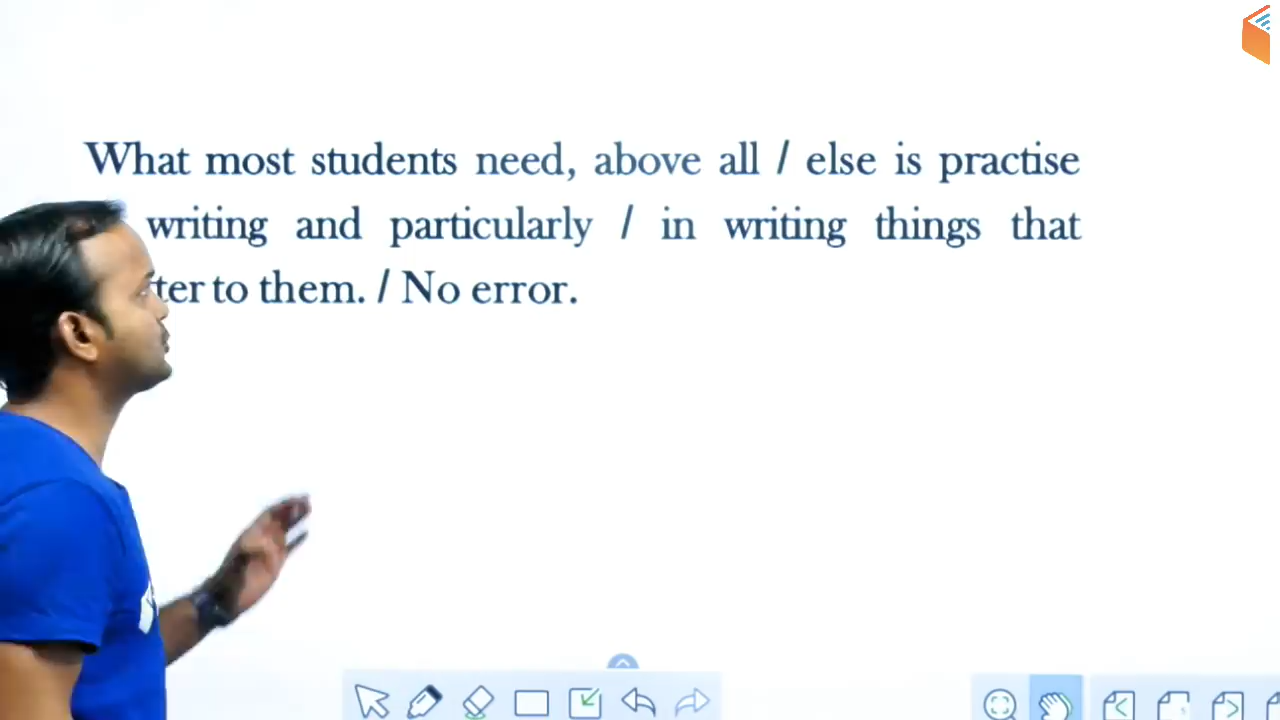 What most students need, above all / else is practise
writing and particularly / in writing things that
to them. / No error.